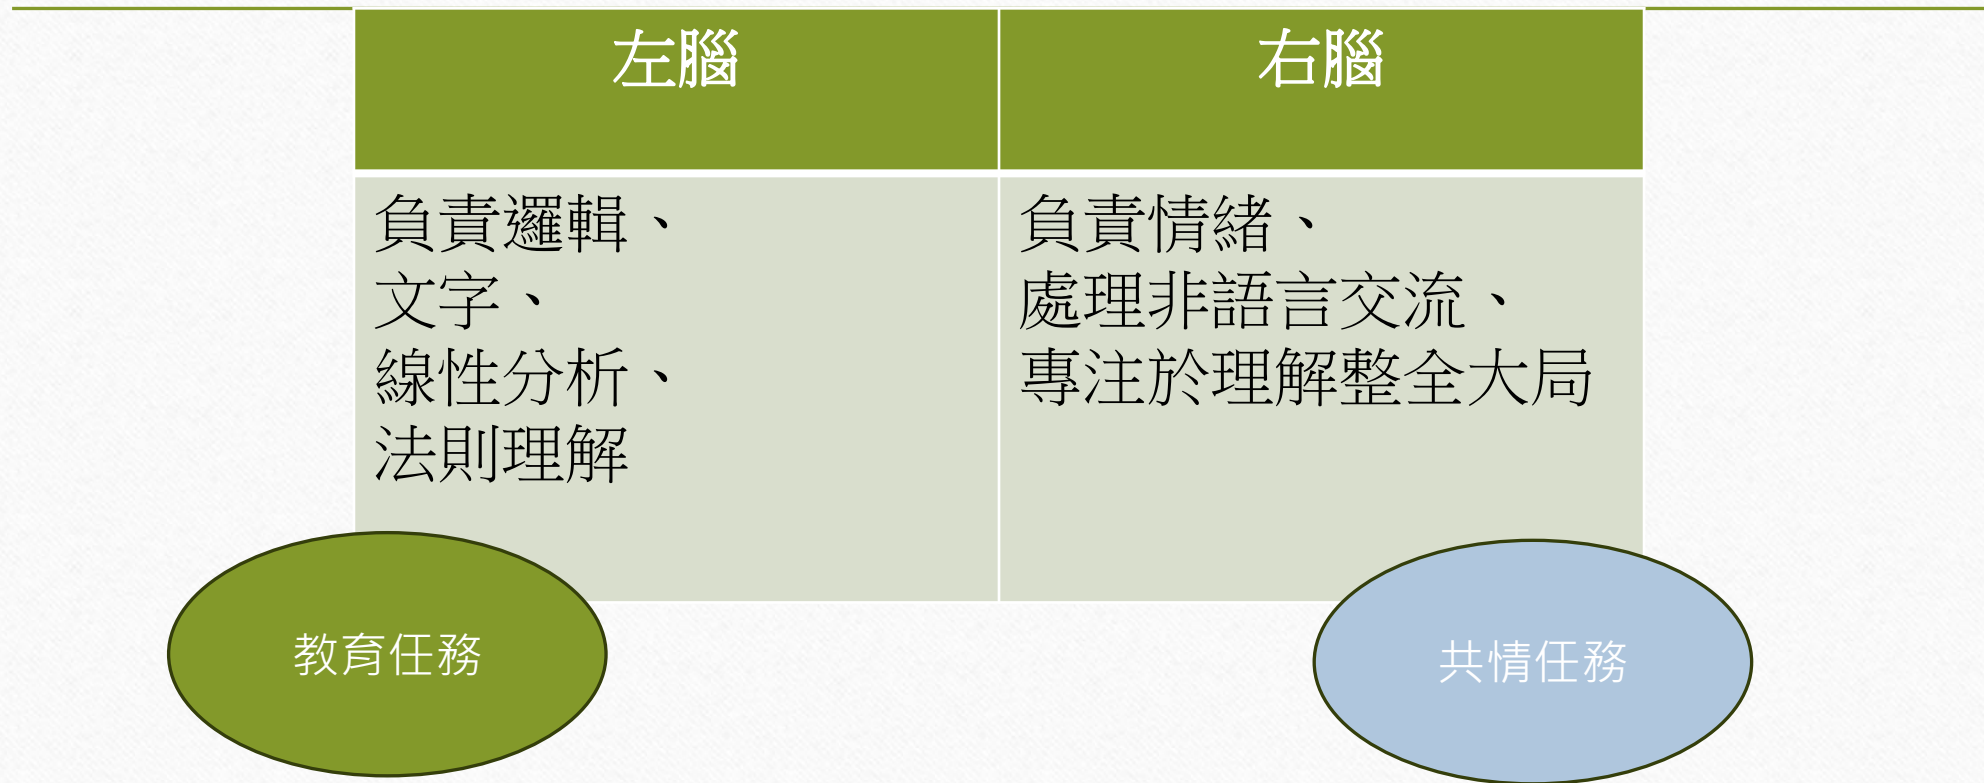 左腦
右腦
負責邏輯、
文字、
線性分析、
法則理解
負責情緒、
處理非語言交流、
專注於理解整全大局
教育任務
共情任務